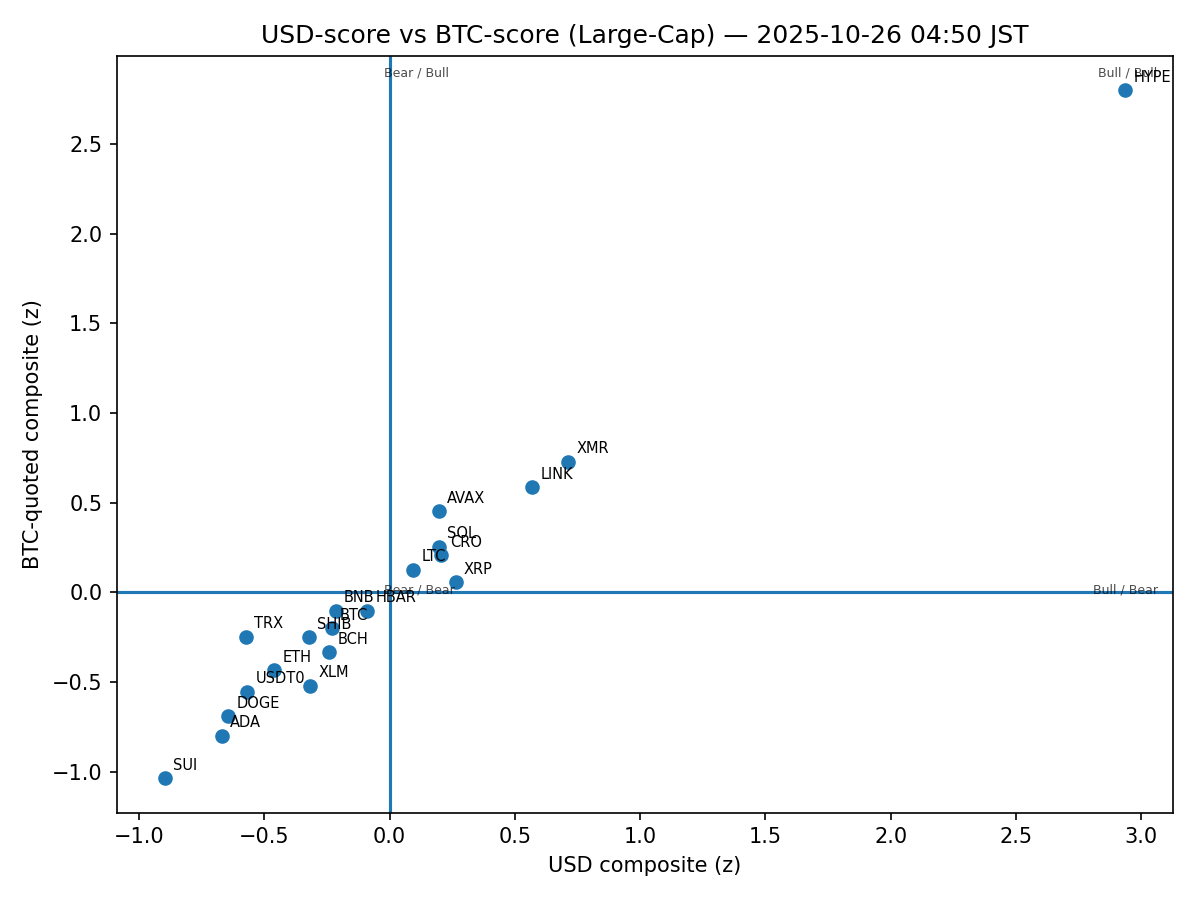 USD-score vs BTC-score (Large-Cap) — 2025-10-26 04:50 JST
Bear / Bull
Bull / Bull
HYPE
2.5
2.0
1.5
1.0
0.5
0.0
−0.5
−1.0
BTC-quoted composite (z)
XMR
LINK
AVAX
SOL
CRO
LTC
XRP
Bear / Bear
Bull / Bear
BNB
HBAR
BTC
SHIB
TRX
BCH
ETH
XLM
USDT0
DOGE
ADA
SUI
−1.0
−0.5
0.0
0.5
1.0
1.5
2.0
2.5
3.0
USD composite (z)